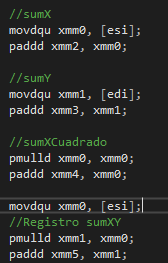 //sumX
movdqu xmm0, [esi];
paddd xmm2, xmm0;
//sumY
movdqu xmm1, [edi];
paddd xmm3, xmm1;
//sumXCuadrado
pmulld xmm0, xmm0;
paddd xmm4, xmm0;
movdqu xmm0, [esi];
//Registro sumXY
pmulld xmm1, xmm0;
paddd xmm5, xmm1;